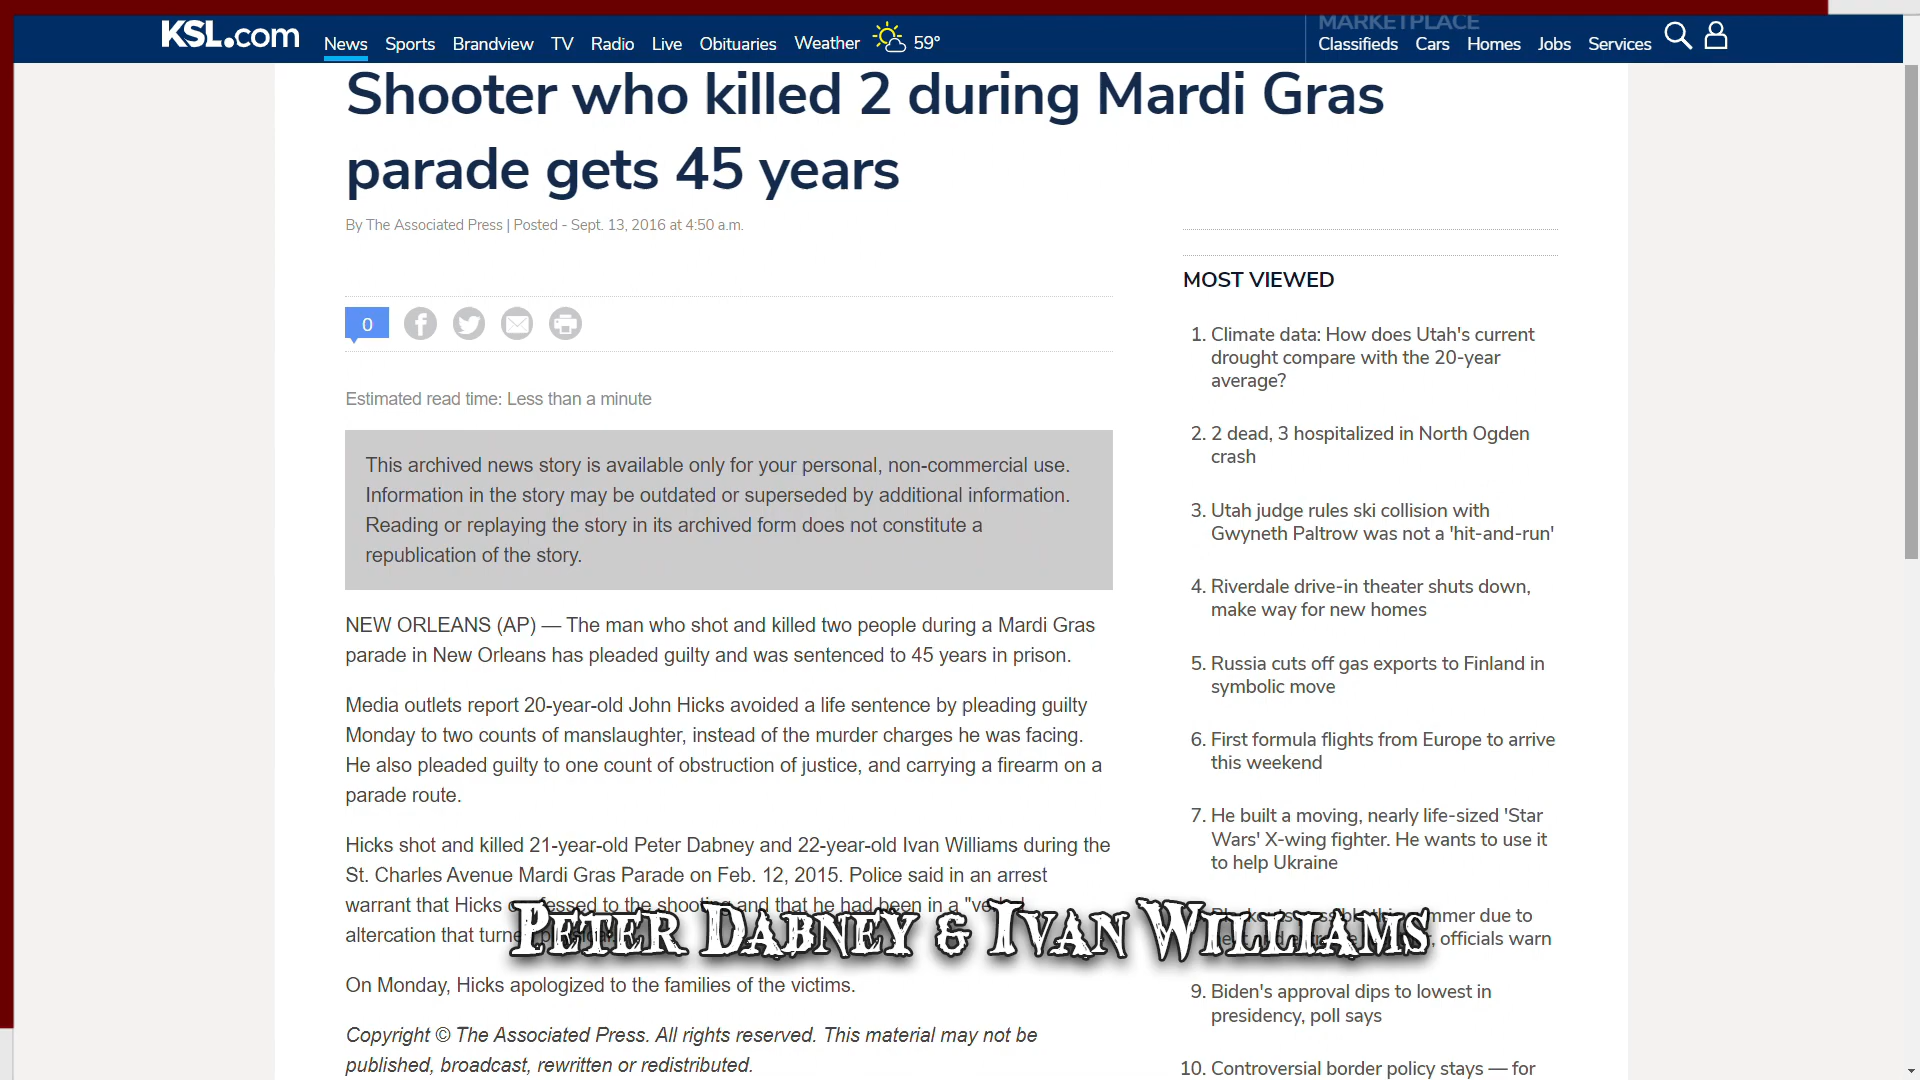 KSL.com
News Sports Brandview TV Radio Live Obituaries Weather 59°
MARKETPLACE
Classifieds Cars Homes Jobs Services
Shooter who killed 2 during Mardi Gras
parade gets 45 years
By The Associated Press | Posted - Sept. 13, 2016 at 4:50 a.m.
0
Estimated read time: Less than a minute
This archived news story is available only for your personal, non-commercial use.
Information in the story may be outdated or superseded by additional information.
Reading or replaying the story in its archived form does not constitute a
republication of the story.
NEW ORLEANS (AP) — The man who shot and killed two people during a Mardi Gras
parade in New Orleans has pleaded guilty and was sentenced to 45 years in prison.
Media outlets report 20-year-old John Hicks avoided a life sentence by pleading guilty
Monday to two counts of manslaughter, instead of the murder charges he was facing.
He also pleaded guilty to one count of obstruction of justice, and carrying a firearm on a
parade route.
Hicks shot and killed 21-year-old Peter Dabney and 22-year-old Ivan Williams during the
St. Charles Avenue Mardi Gras Parade on Feb. 12, 2015. Police said in an arrest
warrant that Hicks confessed to the shooting and that he had been in a
altercation that turned
Peter Dabney & Ivan Williams
On Monday, Hicks apologized to the families of the victims.
Copyright © The Associated Press. All rights reserved. This material may not be
published, broadcast, rewritten or redistributed.
MOST VIEWED
1. Climate data: How does Utah's current
drought compare with the 20-year
average?
2. 2 dead, 3 hospitalized in North Ogden
crash
3. Utah judge rules ski collision with
Gwyneth Paltrow was not a 'hit-and-run'
4. Riverdale drive-in theater shuts down,
make way for new homes
5. Russia cuts off gas exports to Finland in
symbolic move
6. First formula flights from Europe to arrive
this weekend
7. He built a moving, nearly life-sized 'Star
Wars' X-wing fighter. He wants to use it
to help Ukraine
due to
officials warn
9. Biden's approval dips to lowest in
presidency, poll says
10. Controversial border policy stays — for